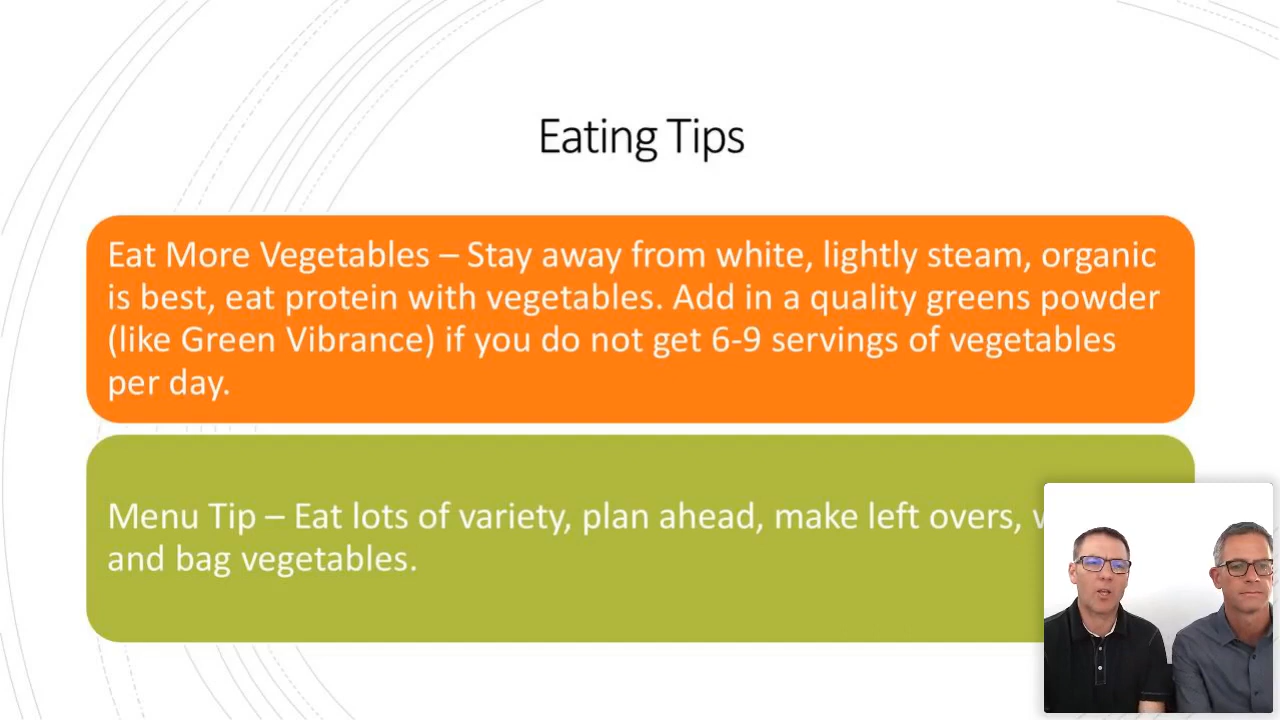 Eating Tips
Eat More Vegetables – Stay away from white, lightly steam, organic
is best, eat protein with vegetables. Add in a quality greens powder
(like Green Vibrance) if you do not get 6-9 servings of vegetables
per day.
Menu Tip – Eat lots of variety, plan ahead, make left overs,
and bag vegetables.